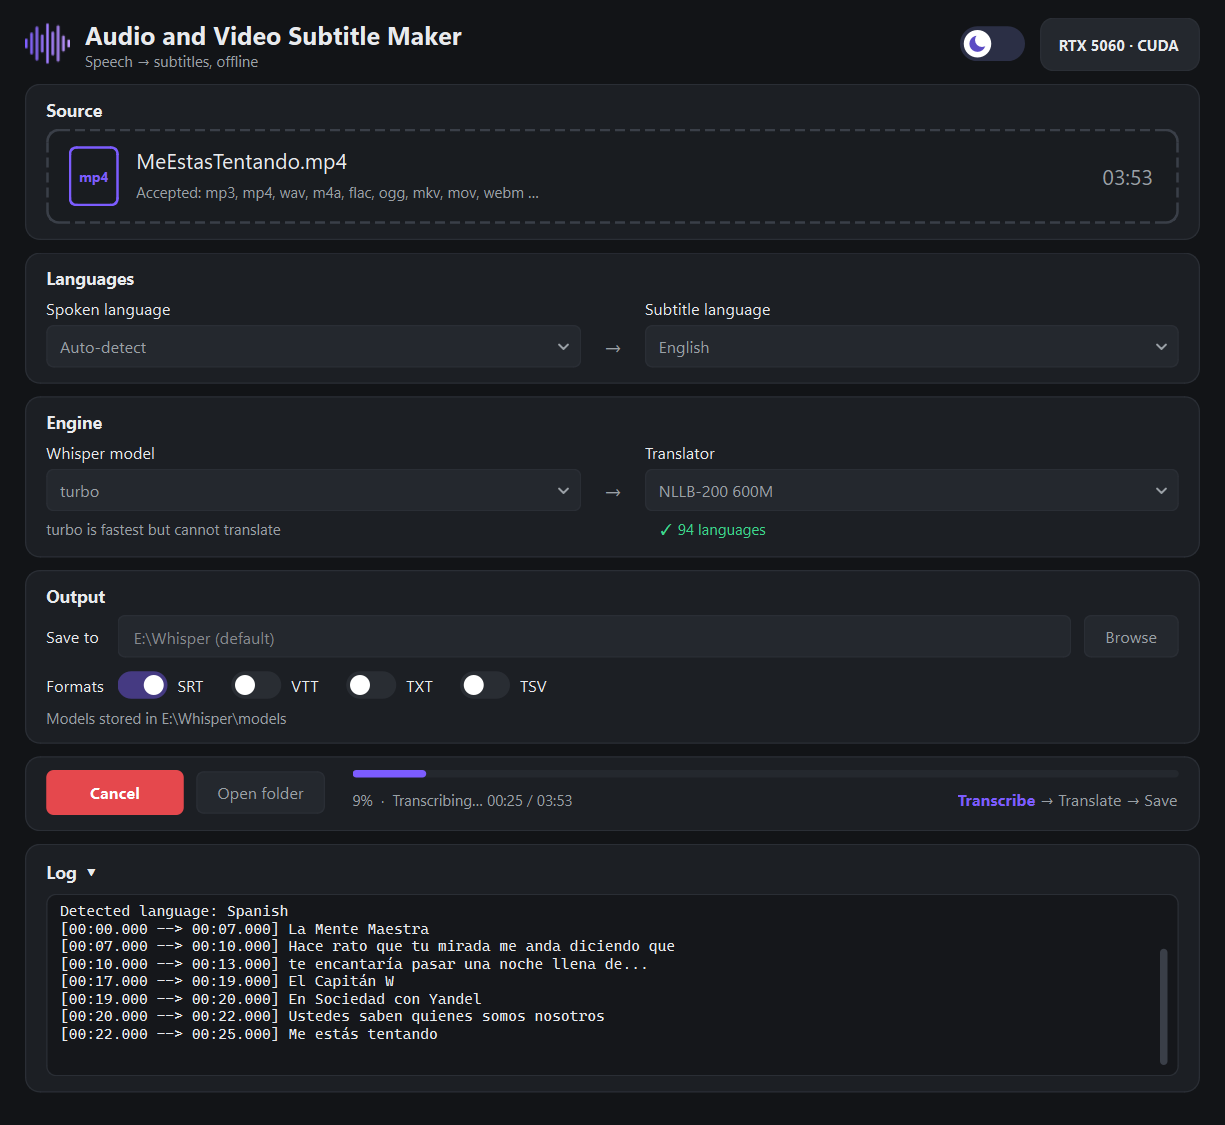 Audio and Video Subtitle Maker
Speech → subtitles, offline
RTX 5060 · CUDA
Source
mp4
MeEstasTentando.mp4
Accepted: mp3, mp4, wav, m4a, flac, ogg, mkv, mov, webm ...
03:53
Languages
Spoken language
Subtitle language
Auto-detect
→
English
Engine
Whisper model
Translator
turbo
→
NLLB-200 600M
turbo is fastest but cannot translate
✓ 94 languages
Output
Save to
E:\Whisper (default)
Browse
Formats
SRT
VTT
TXT
TSV
Models stored in E:\Whisper\models
Cancel
Open folder
9% · Transcribing... 00:25 / 03:53
Transcribe → Translate → Save
Log ▼
Detected language: Spanish
[00:00.000 --> 00:07.000] La Mente Maestra
[00:07.000 --> 00:10.000] Hace rato que tu mirada me anda diciendo que
[00:10.000 --> 00:13.000] te encantaría pasar una noche llena de...
[00:17.000 --> 00:19.000] El Capitán W
[00:19.000 --> 00:20.000] En Sociedad con Yandel
[00:20.000 --> 00:22.000] Ustedes saben quienes somos nosotros
[00:22.000 --> 00:25.000] Me estás tentando